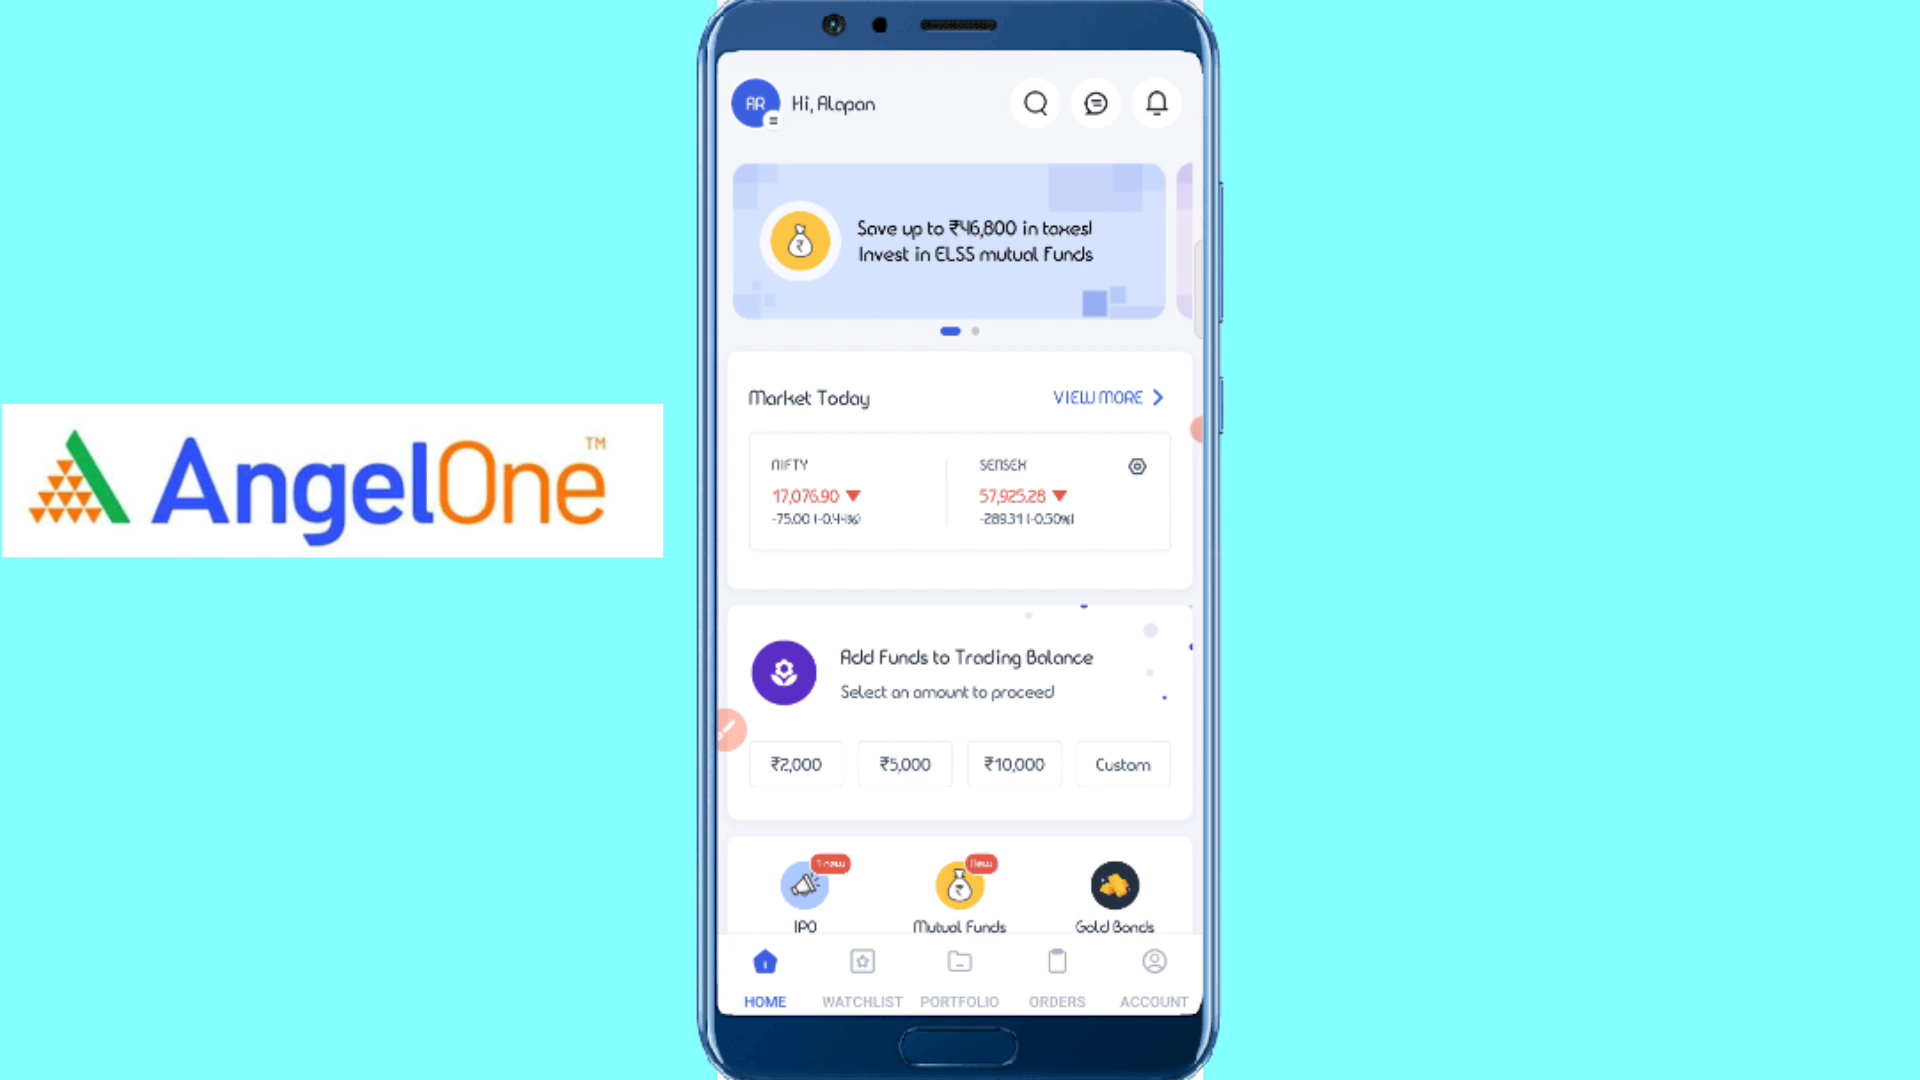 AngelOne™
AR
Hi, Alapan
Save up to ₹46,800 in taxes!
Invest in ELSS mutual Funds
Market Today
VIEW MORE
NIFTY
SENSEX
17,076.90
57,925.28
-75.00 (-0.44%)
-289.31 (-0.50%)
Add Funds to Trading Balance
Select an amount to proceed
₹2,000
₹5,000
₹10,000
Custom
1 new
New
IPO
Mutual Funds
Gold Bonds
HOME
WATCHLIST
PORTFOLIO
ORDERS
ACCOUNT